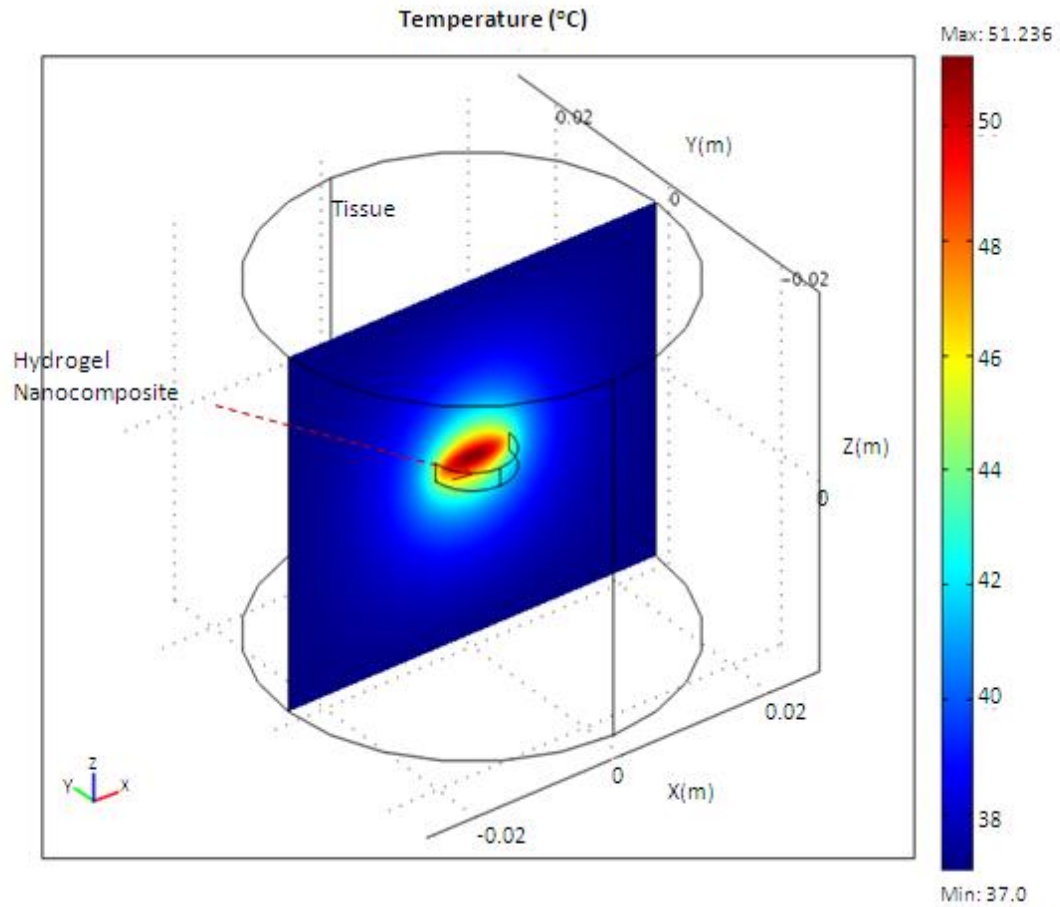 Temperature (°C)
Max: 51.236
0.02
Y(m)
50
0
Tissue
48
-0.02
46
Hydrogel
Nanocomposite
Z(m)
44
0
42
40
0.02
38
Z
Y
X
0
X(m)
-0.02
Min: 37.0